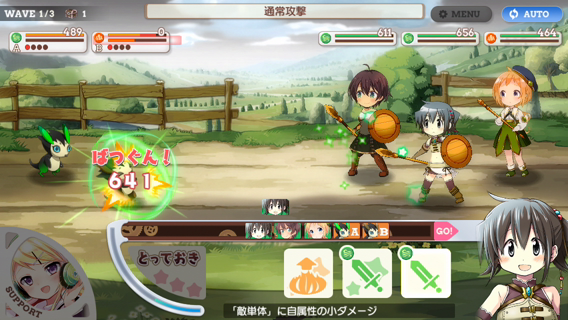 WAVE 1/3 1
通常攻撃
MENU
AUTO
489
A
0
B
611
656
464
ばつぐん!
641
A B GO!
とっておき
SUPPORT
「敵単体」に自属性の小ダメージ